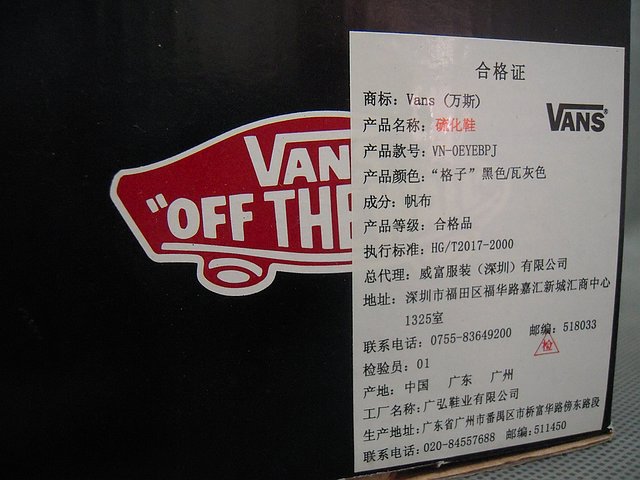 VAN
"OFF THE
合格证
商标: Vans (万斯)
VANS
产品名称: 硫化鞋
产品款号: VN-0EYEBPJ
产品颜色: "格子" 黑色/瓦灰色
成分: 帆布
产品等级: 合格品
执行标准: HG/T2017-2000
总代理: 威富服装 (深圳) 有限公司
地址: 深圳市福田区福华路嘉汇新城汇商中心
1325室
联系电话: 0755-83649200 邮编: 518033
检
检验员: 01
产地: 中国 广东 广州
工厂名称: 广弘鞋业有限公司
生产地址: 广东省广州市番禺区市桥富华路傍东路段
联系电话: 020-84557688 邮编: 511450